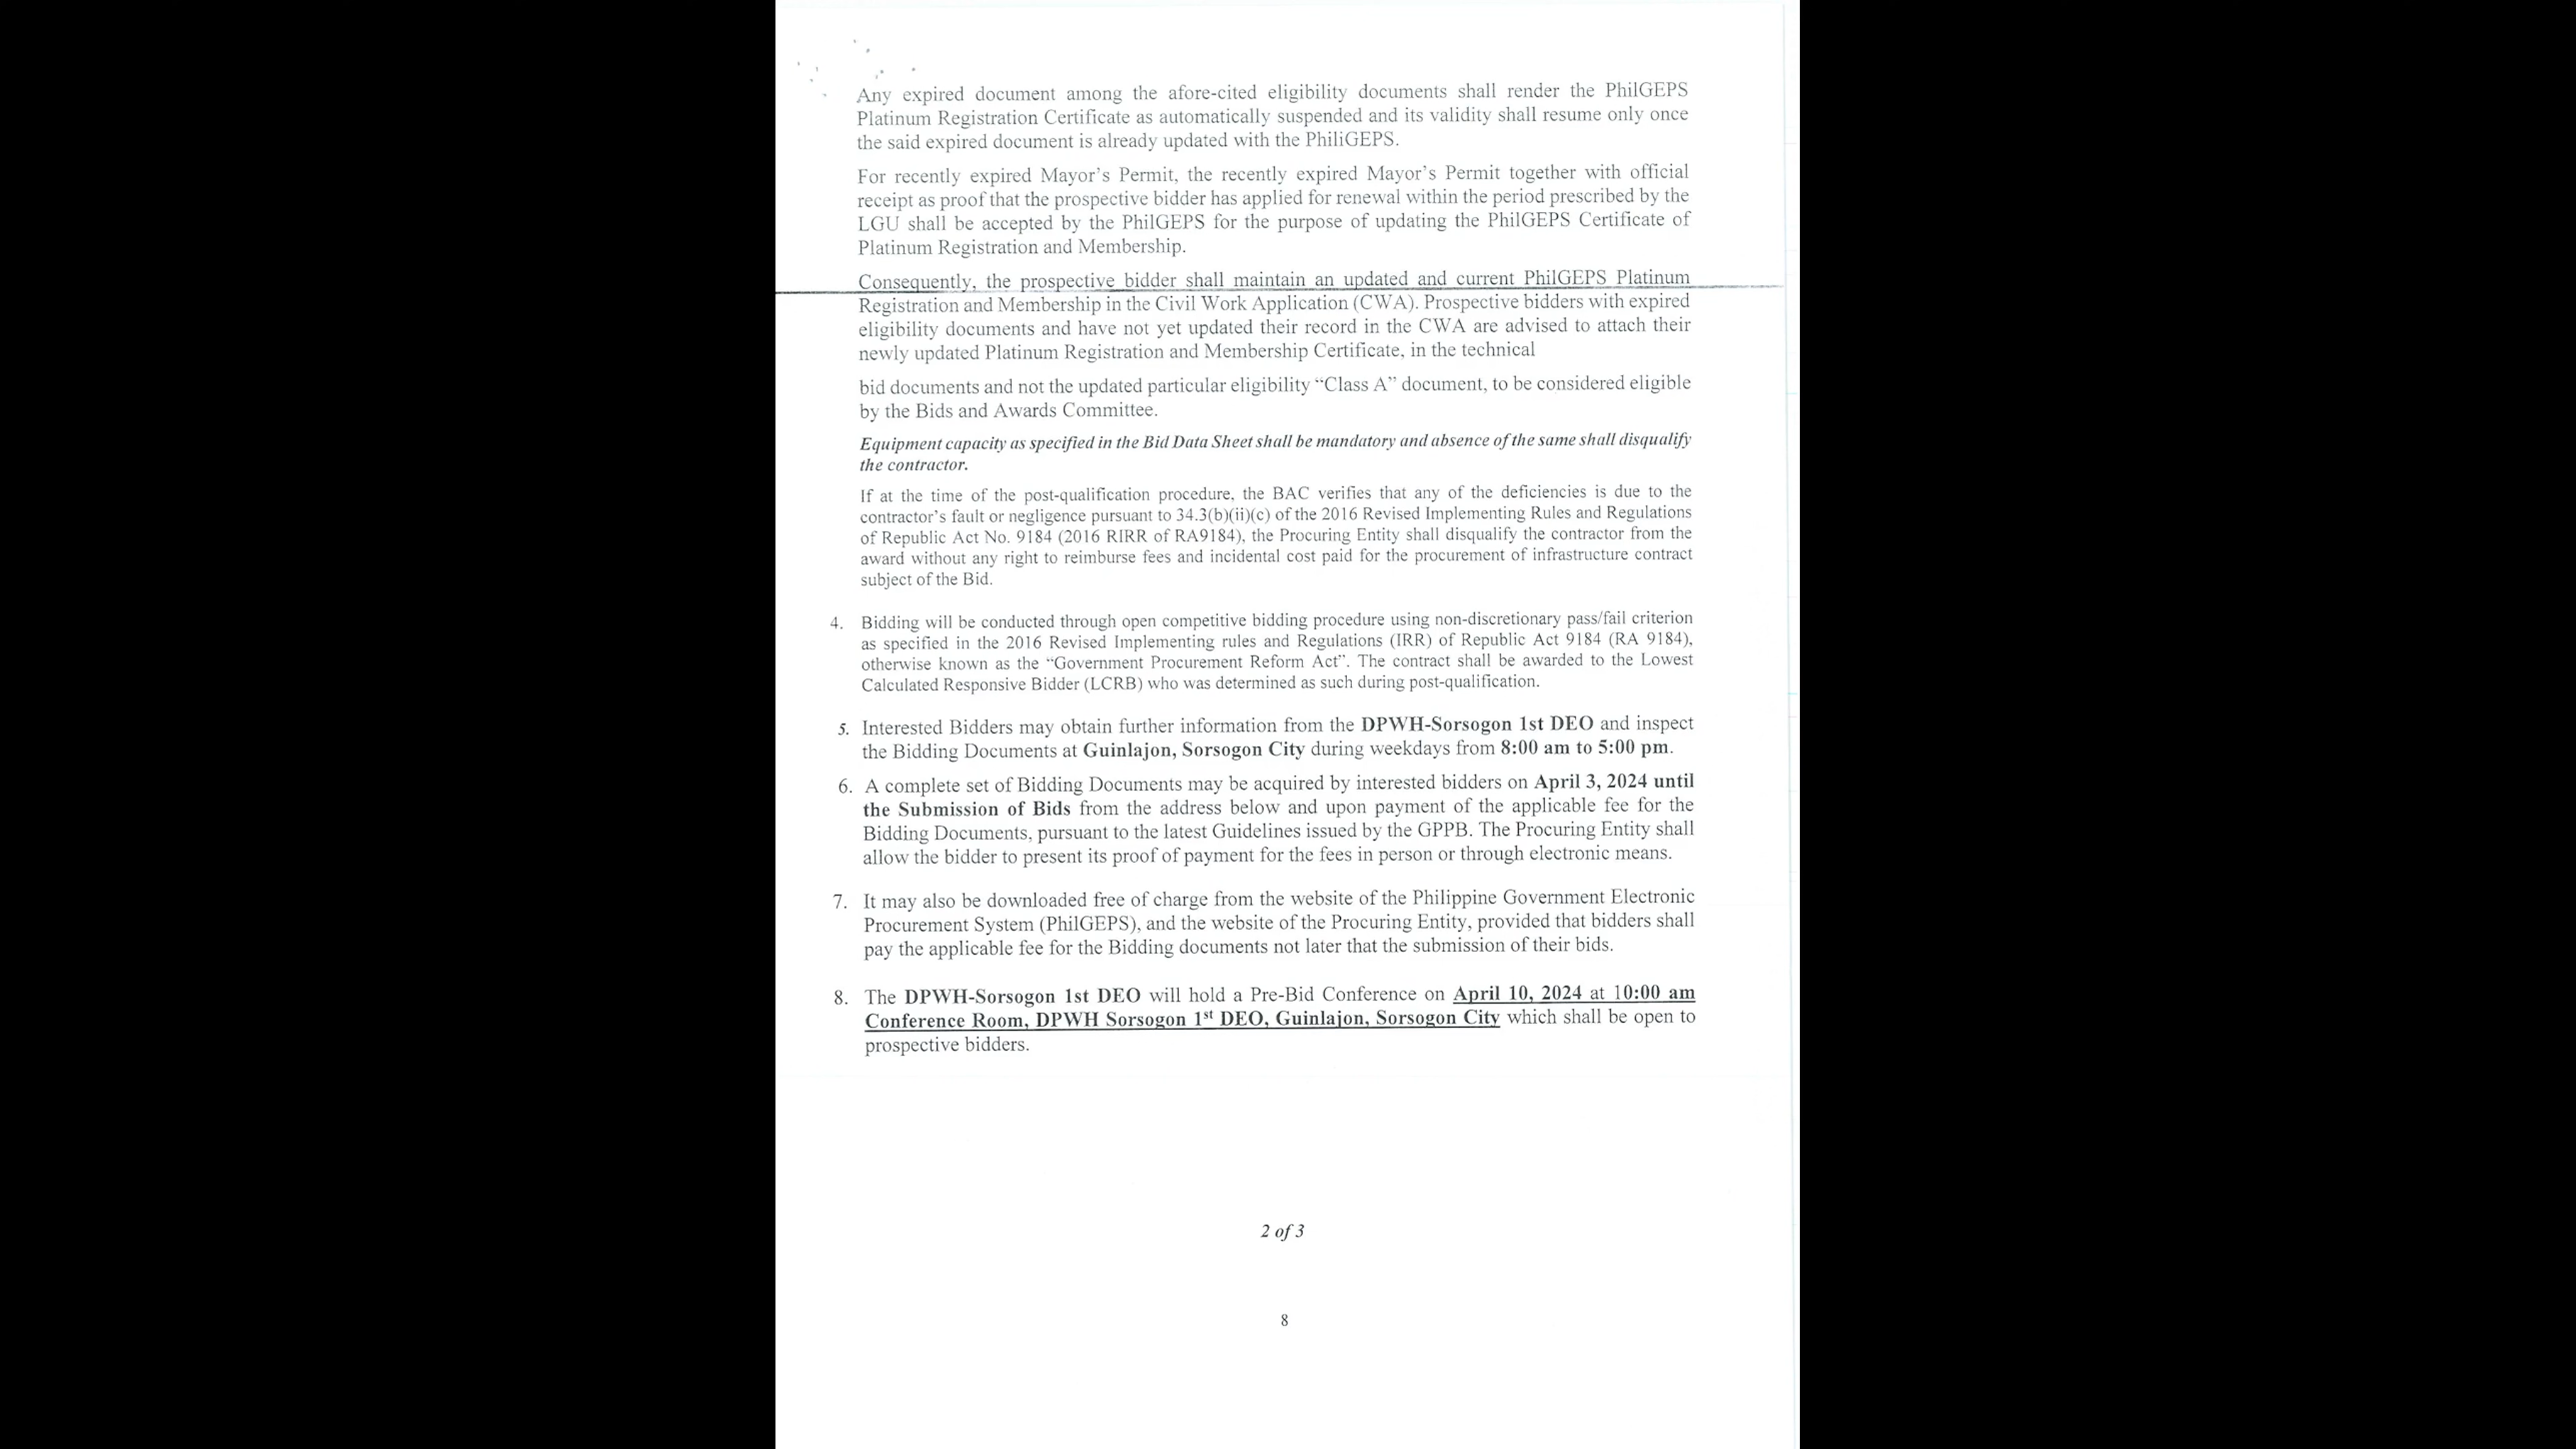 Any expired document among the afore-cited eligibility documents shall render the PhilGEPS
Platinum Registration Certificate as automatically suspended and its validity shall resume only once
the said expired document is already updated with the PhiliGEPS.
For recently expired Mayor's Permit, the recently expired Mayor's Permit together with official
receipt as proof that the prospective bidder has applied for renewal within the period prescribed by the
LGU shall be accepted by the PhilGEPS for the purpose of updating the PhilGEPS Certificate of
Platinum Registration and Membership.
Consequently, the prospective bidder shall maintain an updated and current PhilGEPS Platinum
Registration and Membership in the Civil Work Application (CWA). Prospective bidders with expired
eligibility documents and have not yet updated their record in the CWA are advised to attach their
newly updated Platinum Registration and Membership Certificate, in the technical
bid documents and not the updated particular eligibility “Class A” document, to be considered eligible
by the Bids and Awards Committee.
Equipment capacity as specified in the Bid Data Sheet shall be mandatory and absence of the same shall disqualify
the contractor.
If at the time of the post-qualification procedure, the BAC verifies that any of the deficiencies is due to the
contractor's fault or negligence pursuant to 34.3(b)(ii)(c) of the 2016 Revised Implementing Rules and Regulations
of Republic Act No. 9184 (2016 RIRR of RA9184), the Procuring Entity shall disqualify the contractor from the
award without any right to reimburse fees and incidental cost paid for the procurement of infrastructure contract
subject of the Bid.
4. Bidding will be conducted through open competitive bidding procedure using non-discretionary pass/fail criterion
as specified in the 2016 Revised Implementing rules and Regulations (IRR) of Republic Act 9184 (RA 9184),
otherwise known as the “Government Procurement Reform Act”. The contract shall be awarded to the Lowest
Calculated Responsive Bidder (LCRB) who was determined as such during post-qualification.
5. Interested Bidders may obtain further information from the DPWH-Sorsogon 1st DEO and inspect
the Bidding Documents at Guinlajon, Sorsogon City during weekdays from 8:00 am to 5:00 pm.
6. A complete set of Bidding Documents may be acquired by interested bidders on April 3, 2024 until
the Submission of Bids from the address below and upon payment of the applicable fee for the
Bidding Documents, pursuant to the latest Guidelines issued by the GPPB. The Procuring Entity shall
allow the bidder to present its proof of payment for the fees in person or through electronic means.
7. It may also be downloaded free of charge from the website of the Philippine Government Electronic
Procurement System (PhilGEPS), and the website of the Procuring Entity, provided that bidders shall
pay the applicable fee for the Bidding documents not later that the submission of their bids.
8. The DPWH-Sorsogon 1st DEO will hold a Pre-Bid Conference on April 10, 2024 at 10:00 am
Conference Room, DPWH Sorsogon 1st DEO, Guinlajon, Sorsogon City which shall be open to
prospective bidders.
2 of 3
8